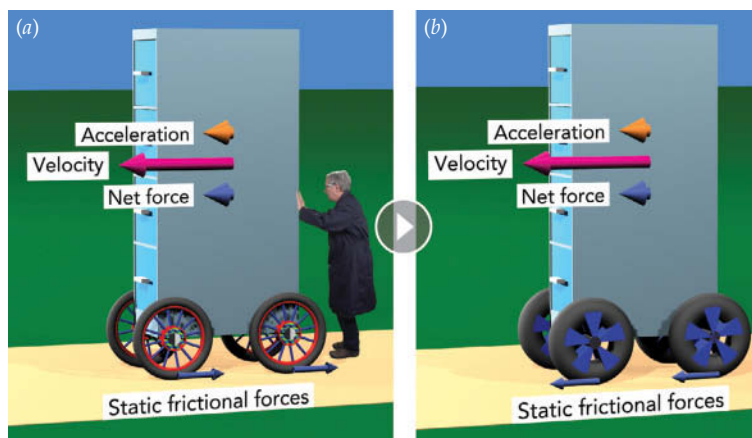 (a)
Acceleration
Velocity
Net force
Static frictional forces
(b)
Acceleration
Velocity
Net force
Static frictional forces